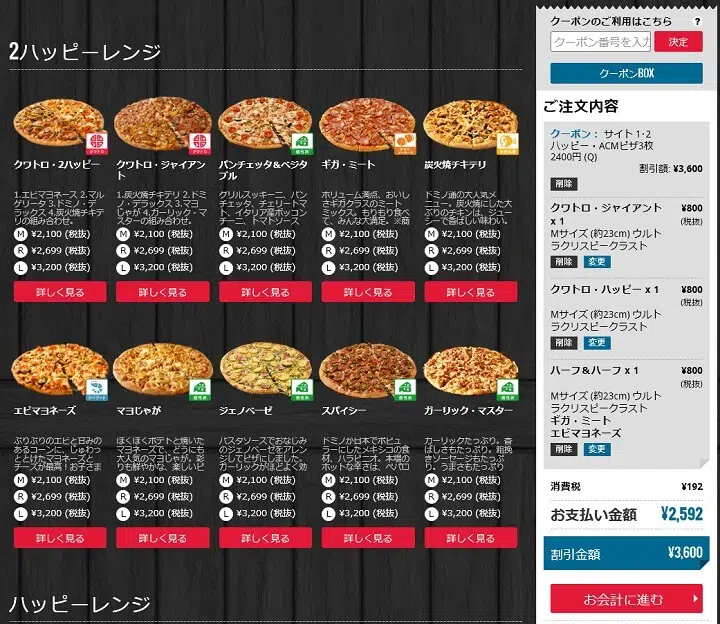 2ハッピーレンジ
クワトロ・2ハッピー
1.エビマヨネーズ 2.マル
ゲリータ 3.ドミノ・デ
ラックス 4.炭火焼チキテ
リの組み合わせ。
M ¥2,100 (税抜)
R ¥2,699 (税抜)
L ¥3,200 (税抜)
詳しく見る
クワトロ・ジャイアン
ト
1.炭火焼チキテリ 2.ドミ
ノ・デラックス 3.マヨ
じゃが 4.ガーリック・マ
スターの組み合わせ。
M ¥2,100 (税抜)
R ¥2,699 (税抜)
L ¥3,200 (税抜)
詳しく見る
パンチェッタ&ベジタ
ブル
グリルズッキーニ、パン
チェッタ、チェリートマ
ト、イタリア産ボッコン
チーニ、トマトソース
M ¥2,100 (税抜)
R ¥2,699 (税抜)
L ¥3,200 (税抜)
詳しく見る
ギガ・ミート
ボリューム満点、おいし
さギガクラスのミート
ミックス。もりもり食べ
て、みんな大満足。※商
M ¥2,100 (税抜)
R ¥2,699 (税抜)
L ¥3,200 (税抜)
詳しく見る
炭火焼チキテリ
ドミノ通の大人気メ
ニュー。炭火焼にした大
ぶりのチキンは、ジュー
シーで香ばしい味わい。
M ¥2,100 (税抜)
R ¥2,699 (税抜)
L ¥3,200 (税抜)
詳しく見る
エビマヨネーズ
ぷりぷりのエビと甘みの
あるコーンに、じゅわっ
ととけたマヨネーズと
チーズが最高！お子さま
M ¥2,100 (税抜)
R ¥2,699 (税抜)
L ¥3,200 (税抜)
詳しく見る
マヨじゃが
ほくほくポテトと焼いた
マヨネーズで、どうにも
大人気のマヨじゃが。彩
りも鮮やかな、楽しいピ
M ¥2,100 (税抜)
R ¥2,699 (税抜)
L ¥3,200 (税抜)
詳しく見る
ジェノベーゼ
パスタソースでおなじみ
のジェノベーゼをアレン
ジしてピザにしました。
ガーリックがほどよく効
M ¥2,100 (税抜)
R ¥2,699 (税抜)
L ¥3,200 (税抜)
詳しく見る
スパイシー
ドミノが日本でポピュ
ラーにしたメキシコの食
材、ハラピニオ。本場の
ホットな辛さは、ペパロ
M ¥2,100 (税抜)
R ¥2,699 (税抜)
L ¥3,200 (税抜)
詳しく見る
ガーリック・マスター
ガーリックたっぷり。香
ばしさもたっぷり。粗挽
きソーセージもたっぷ
り。うまさもたっぷり
M ¥2,100 (税抜)
R ¥2,699 (税抜)
L ¥3,200 (税抜)
詳しく見る
ハッピーレンジ
クーポンのご利用はこちら ?
クーポン番号を入力 決定
クーポンBOX
ご注文内容
クーポン： サイト 1･2
ハッピー・ACMピザ3枚
2400円 (Q)
割引額: ¥3,600
削除
クワトロ・ジャイアント ¥800
x 1 (税抜)
Mサイズ (約23cm) ウルト
ラクリスピークラスト
削除 変更
クワトロ・ハッピー x 1 ¥800
(税抜)
Mサイズ (約23cm) ウルト
ラクリスピークラスト
削除 変更
ハーフ&ハーフ x 1 ¥800
(税抜)
Mサイズ (約23cm) ウルト
ラクリスピークラスト
ギガ・ミート
エビマヨネーズ
削除 変更
消費税 ¥192
お支払い金額 ¥2,592
割引金額 ¥3,600
お会計に進む